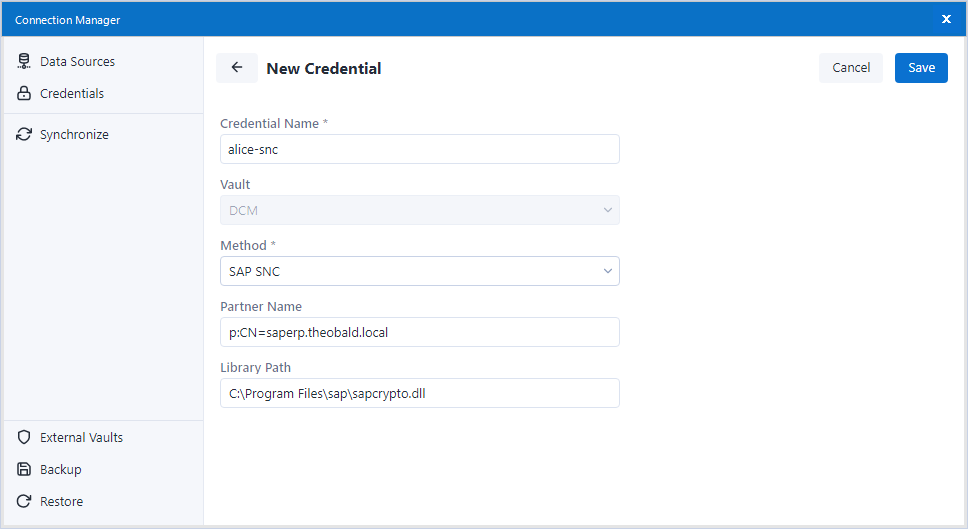 Connection Manager
Data Sources
Credentials
Synchronize
External Vaults
Backup
Restore
New Credential
Cancel
Save
Credential Name *
alice-snc
Vault
DCM
Method *
SAP SNC
Partner Name
p:CN=saperp.theobald.local
Library Path
C:\Program Files\sap\sapcrypto.dll